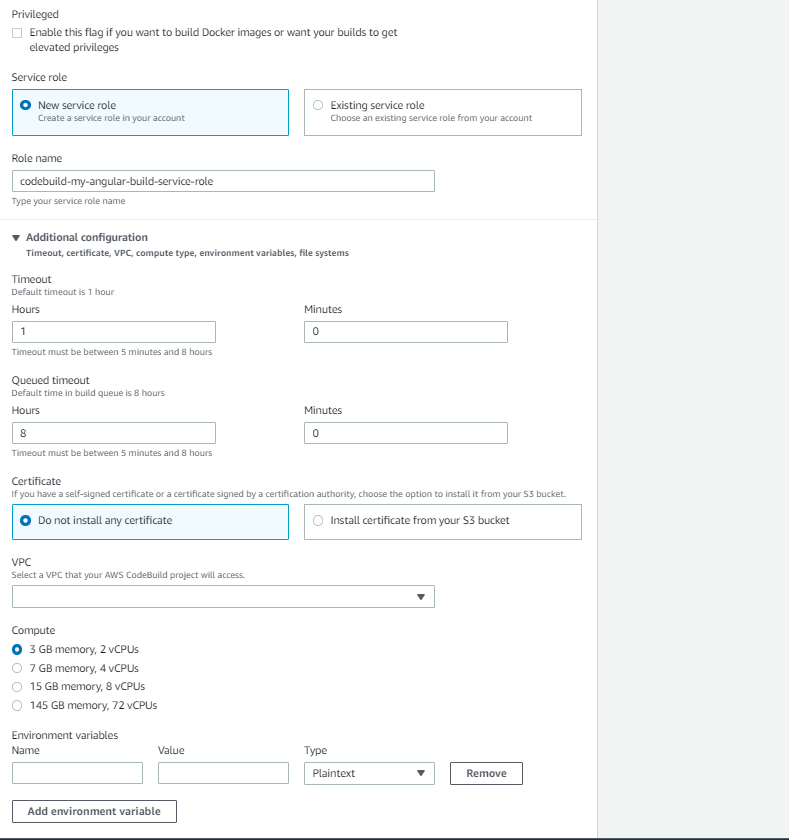 Privileged
Enable this flag if you want to build Docker images or want your builds to get
elevated privileges
Service role
New service role
Create a service role in your account
Existing service role
Choose an existing service role from your account
Role name
codebuild-my-angular-build-service-role
Type your service role name
Additional configuration
Timeout, certificate, VPC, compute type, environment variables, file systems
Timeout
Default timeout is 1 hour
Hours
Minutes
1
0
Timeout must be between 5 minutes and 8 hours
Queued timeout
Default time in build queue is 8 hours
Hours
Minutes
8
0
Timeout must be between 5 minutes and 8 hours
Certificate
If you have a self-signed certificate or a certificate signed by a certification authority, choose the option to install it from your S3 bucket.
Do not install any certificate
Install certificate from your S3 bucket
VPC
Select a VPC that your AWS CodeBuild project will access.
Compute
3 GB memory, 2 vCPUs
7 GB memory, 4 vCPUs
15 GB memory, 8 vCPUs
145 GB memory, 72 vCPUs
Environment variables
Name
Value
Type
Plaintext
Remove
Add environment variable